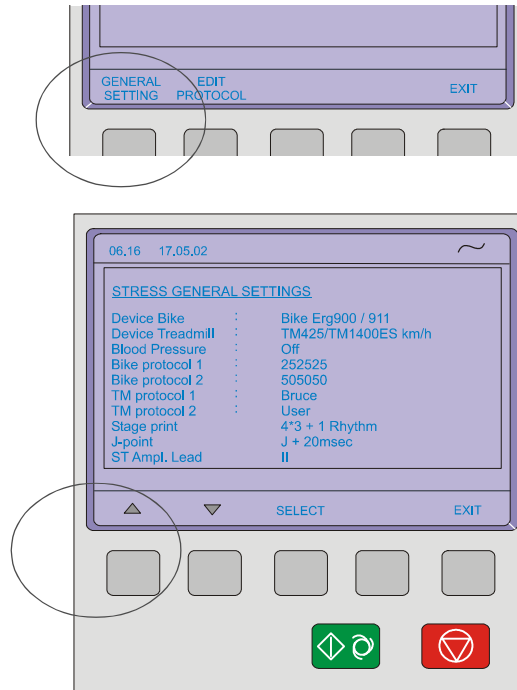 GENERAL SETTING EDIT PROTOCOL EXIT
06.16 17.05.02
STRESS GENERAL SETTINGS
Device Bike : Bike Erg900 / 911
Device Treadmill : TM425/TM1400ES km/h
Blood Pressure : Off
Bike protocol 1 : 252525
Bike protocol 2 : 505050
TM protocol 1 : Bruce
TM protocol 2 : User
Stage print 4*3 + 1 Rhythm
J-point J + 20msec
ST Ampl. Lead II
SELECT EXIT